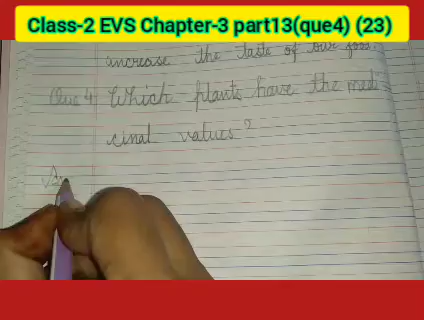 Class-2 EVS Chapter-3 part13(que4) (23)
increase the taste of our food.
Que 4 Which plants have the medi
cinal values?
An